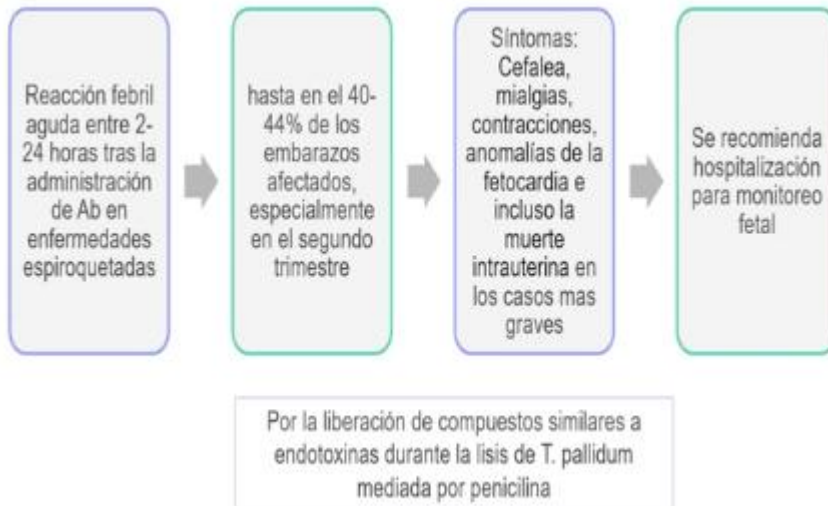 Reacción febril
aguda entre 2-
24 horas tras la
administración
de Ab en
enfermedades
espiroquetadas
hasta en el 40-
44% de los
embarazos
afectados,
especialmente
en el segundo
trimestre
Síntomas:
Cefalea,
mialgias,
contracciones,
anomalías de la
fetocardia e
incluso la
muerte
intrauterina en
los casos mas
graves
Se recomienda
hospitalización
para monitoreo
fetal
Por la liberación de compuestos similares a
endotoxinas durante la lisis de T. pallidum
mediada por penicilina